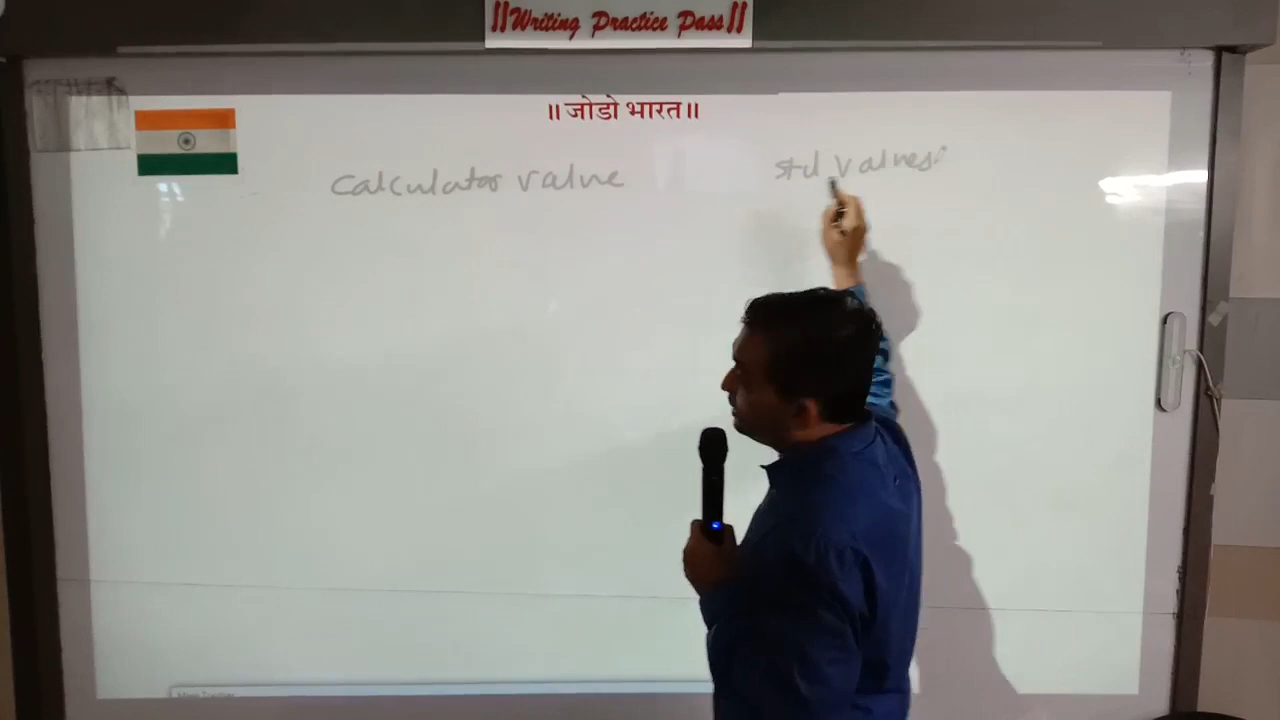 ||Writing Practice Pass||
॥ जोडो भारत॥
Calculator value
std values